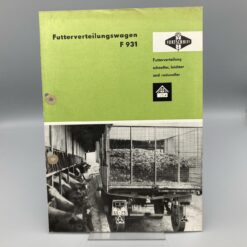 Futterverteilungswagen
F 931
FORTSCHRITT
Futterverteilung
schneller, leichter
und rationeller